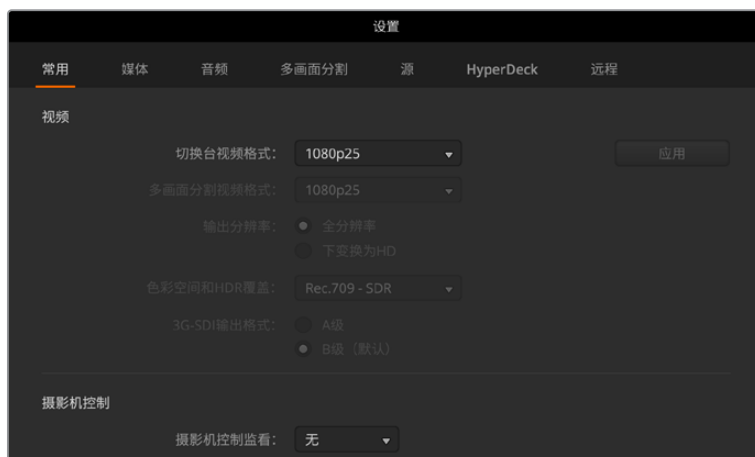 设置
常用 媒体 音频 多画面分割 源 HyperDeck 远程
视频
切换台视频格式： 1080p25 应用
多画面分割视频格式： 1080p25
输出分辨率： 全分辨率
下变换为HD
色彩空间和HDR覆盖： Rec.709 - SDR
3G-SDI输出格式： A级
B级（默认）
摄影机控制
摄影机控制监看： 无